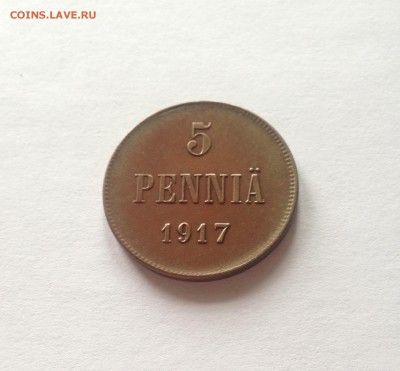 COINS.LAVE.RU
5
PENNIÄ
1917